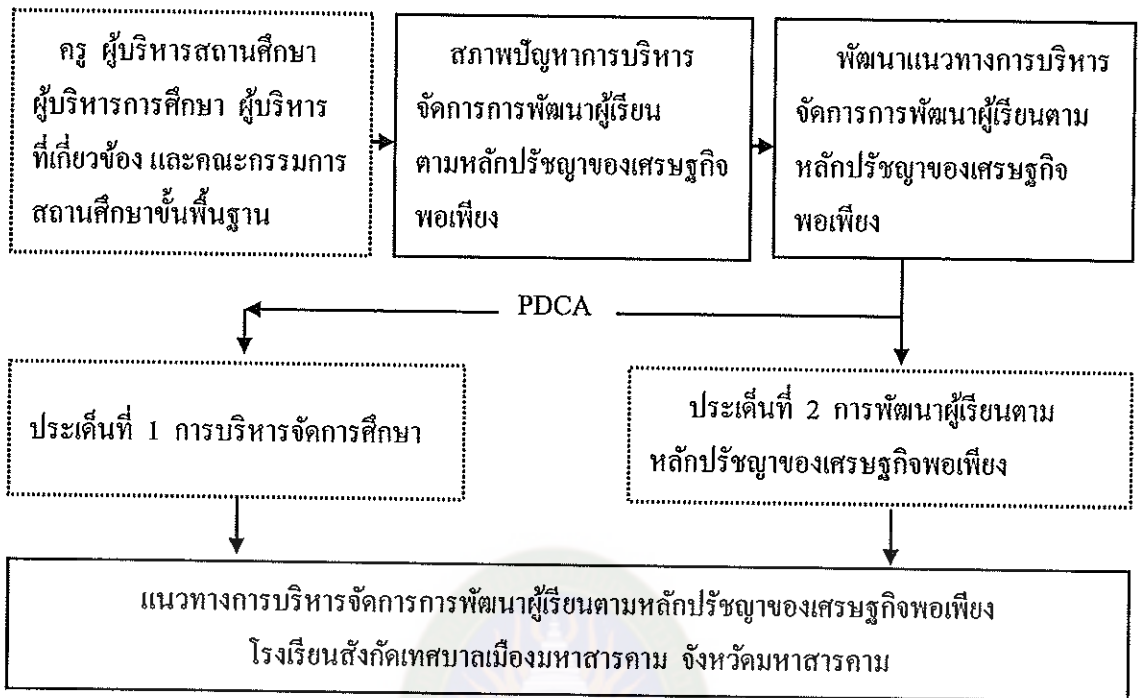 ครู ผู้บริหารสถานศึกษา
ผู้บริหารการศึกษา ผู้บริหาร
ที่เกี่ยวข้อง และคณะกรรมการ
สถานศึกษาขั้นพื้นฐาน
สภาพปัญหาการบริหาร
จัดการการพัฒนาผู้เรียน
ตามหลักปรัชญาของเศรษฐกิจ
พอเพียง
พัฒนาแนวทางการบริหาร
จัดการการพัฒนาผู้เรียนตาม
หลักปรัชญาของเศรษฐกิจ
พอเพียง
PDCA
ประเด็นที่ 1 การบริหารจัดการศึกษา
ประเด็นที่ 2 การพัฒนาผู้เรียนตาม
หลักปรัชญาของเศรษฐกิจพอเพียง
แนวทางการบริหารจัดการการพัฒนาผู้เรียนตามหลักปรัชญาของเศรษฐกิจพอเพียง
โรงเรียนสังกัดเทศบาลเมืองมหาสารคาม จังหวัดมหาสารคาม